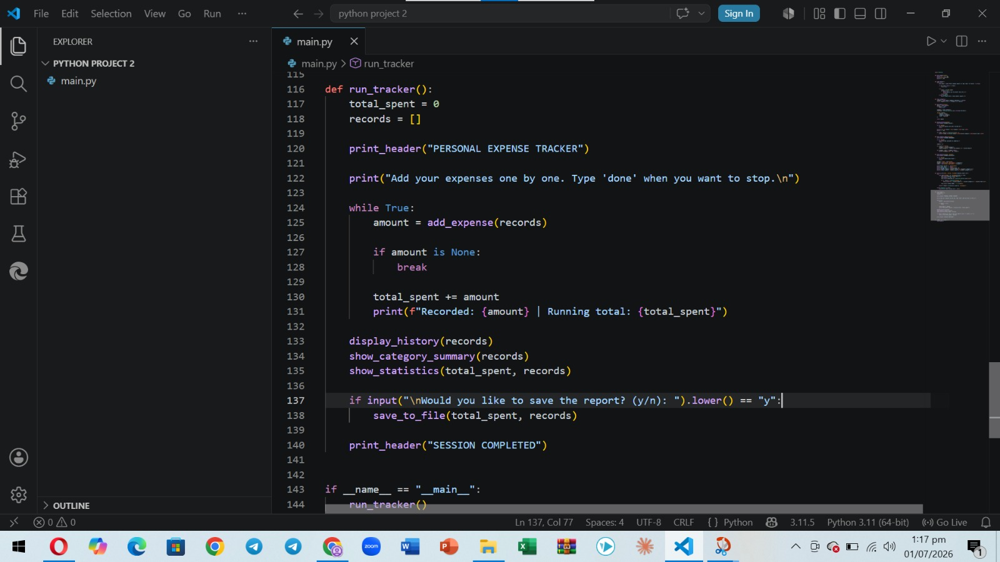 File Edit Selection View Go Run ···
python project 2
Sign In
EXPLORER
PYTHON PROJECT 2
main.py
OUTLINE
main.py
main.py > run_tracker
115
116 def run_tracker():
117 total_spent = 0
118 records = []
119
120 print_header("PERSONAL EXPENSE TRACKER")
121
122 print("Add your expenses one by one. Type 'done' when you want to stop.\n")
123
124 while True:
125 amount = add_expense(records)
126
127 if amount is None:
128 break
129
130 total_spent += amount
131 print(f"Recorded: {amount} | Running total: {total_spent}")
132
133 display_history(records)
134 show_category_summary(records)
135 show_statistics(total_spent, records)
136
137 if input("\nWould you like to save the report? (y/n): ").lower() == "y":
138 save_to_file(total_spent, records)
139
140 print_header("SESSION COMPLETED")
141
142
143 if __name__ == "__main__":
144 run_tracker()
0 0
Ln 137, Col 77 Spaces: 4 UTF-8 CRLF {} Python 3.11.5 Python 3.11 (64-bit) Go Live
zoom
1:17 pm
01/07/2026
1